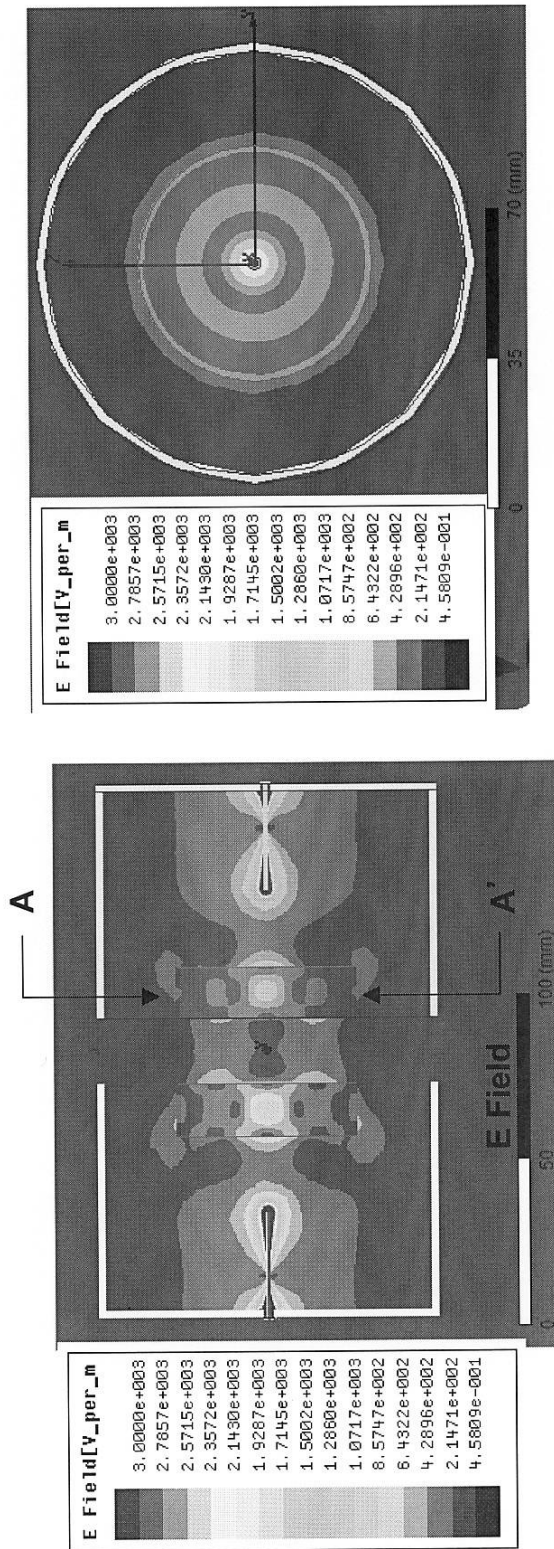 E Field[V_per_m
3.0000e+003
2.7857e+003
2.5715e+003
2.3572e+003
2.1430e+003
1.9287e+003
1.7145e+003
1.5002e+003
1.2860e+003
1.0717e+003
8.5747e+002
6.4322e+002
4.2896e+002
2.1471e+002
4.5809e-001
A
A'
E Field
0
50
100 (mm)
E Field[V_per_m
3.0000e+003
2.7857e+003
2.5715e+003
2.3572e+003
2.1430e+003
1.9287e+003
1.7145e+003
1.5002e+003
1.2860e+003
1.0717e+003
8.5747e+002
6.4322e+002
4.2896e+002
2.1471e+002
4.5809e-001
0
35
70 (mm)